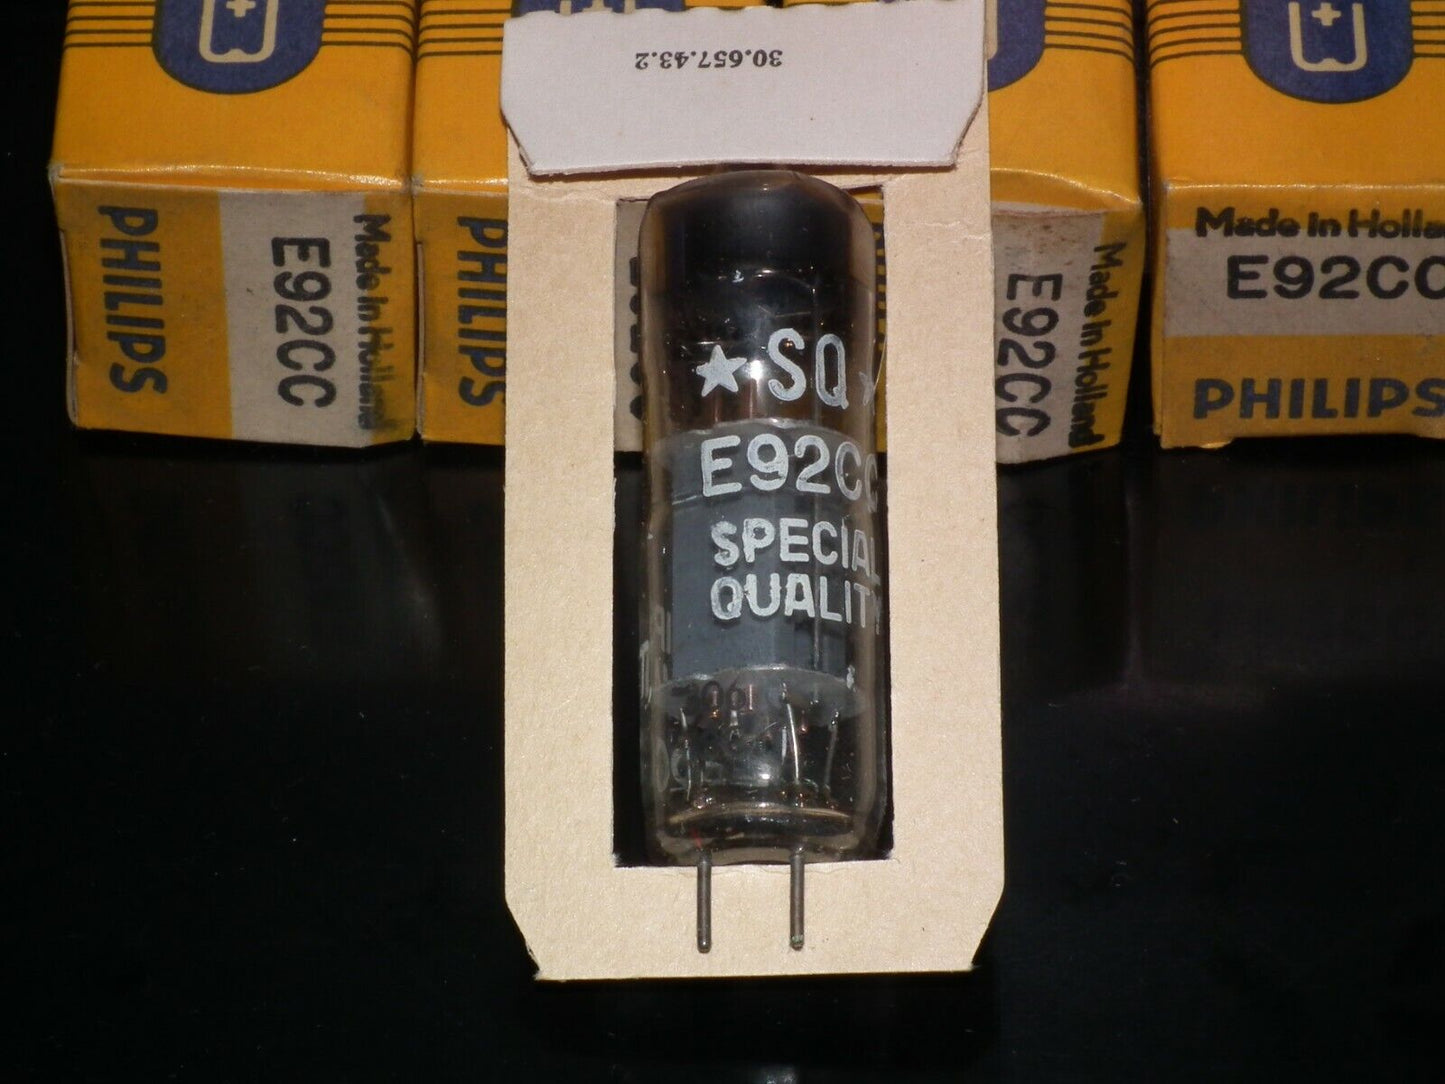 30.657.43.2
PHILIPS
E92CC
Made in Holland
PHILIPS
E92CC
Made in Holland
Made in Holla
E92CC
PHILIPS
★ SQ
E92CC
SPECIAL
QUALITY